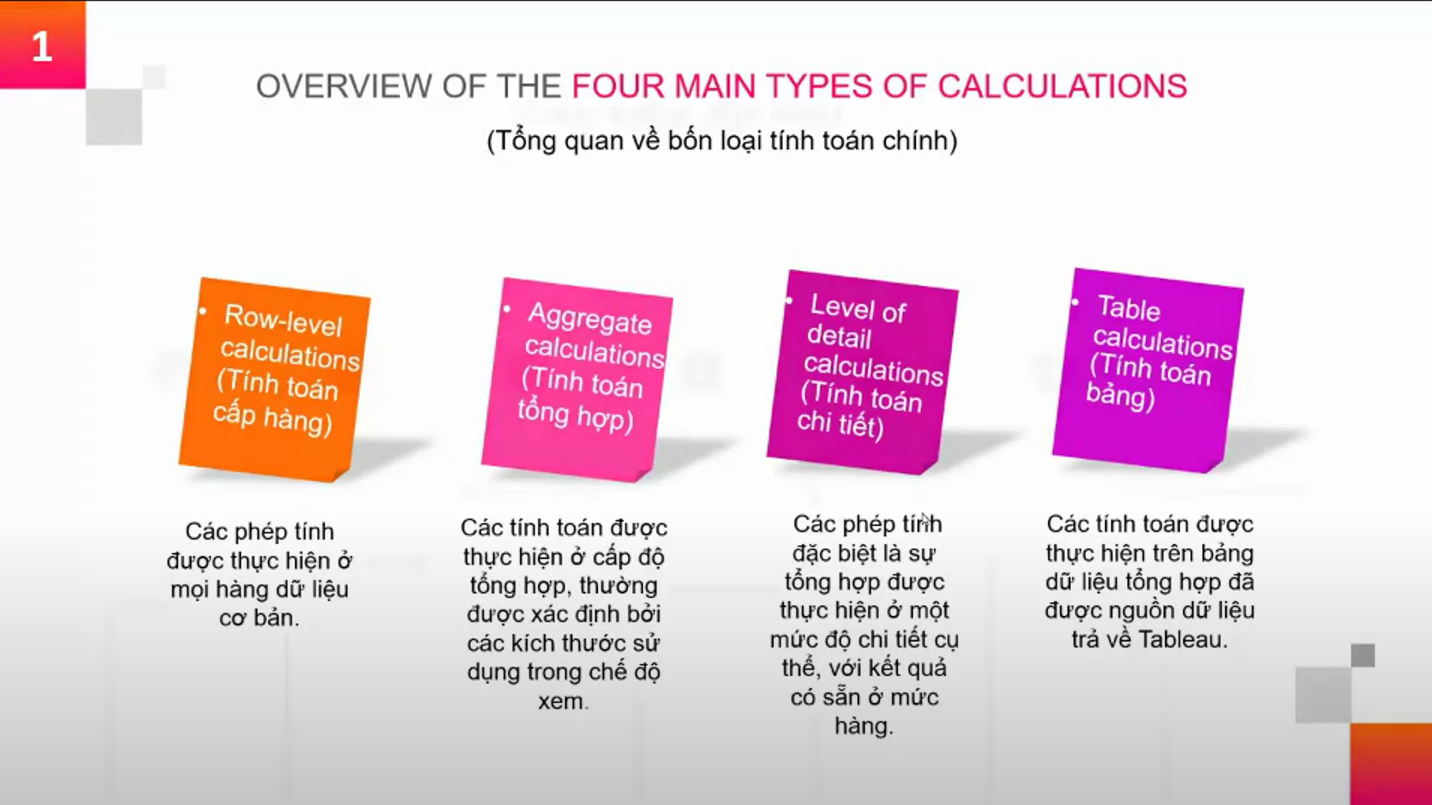 1
OVERVIEW OF THE FOUR MAIN TYPES OF CALCULATIONS
(Tổng quan về bốn loại tính toán chính)
• Row-level
calculations
(Tính toán
cấp hàng)
Các phép tính
được thực hiện ở
mọi hàng dữ liệu
cơ bản.
• Aggregate
calculations
(Tính toán
tổng hợp)
Các tính toán được
thực hiện ở cấp độ
tổng hợp, thường
được xác định bởi
các kích thước sử
dụng trong chế độ
xem.
• Level of
detail
calculations
(Tính toán
chi tiết)
Các phép tính
đặc biệt là sự
tổng hợp được
thực hiện ở một
mức độ chi tiết cụ
thể, với kết quả
có sẵn ở mức
hàng.
• Table
calculations
(Tính toán
bảng)
Các tính toán được
thực hiện trên bảng
dữ liệu tổng hợp đã
được nguồn dữ liệu
trả về Tableau.